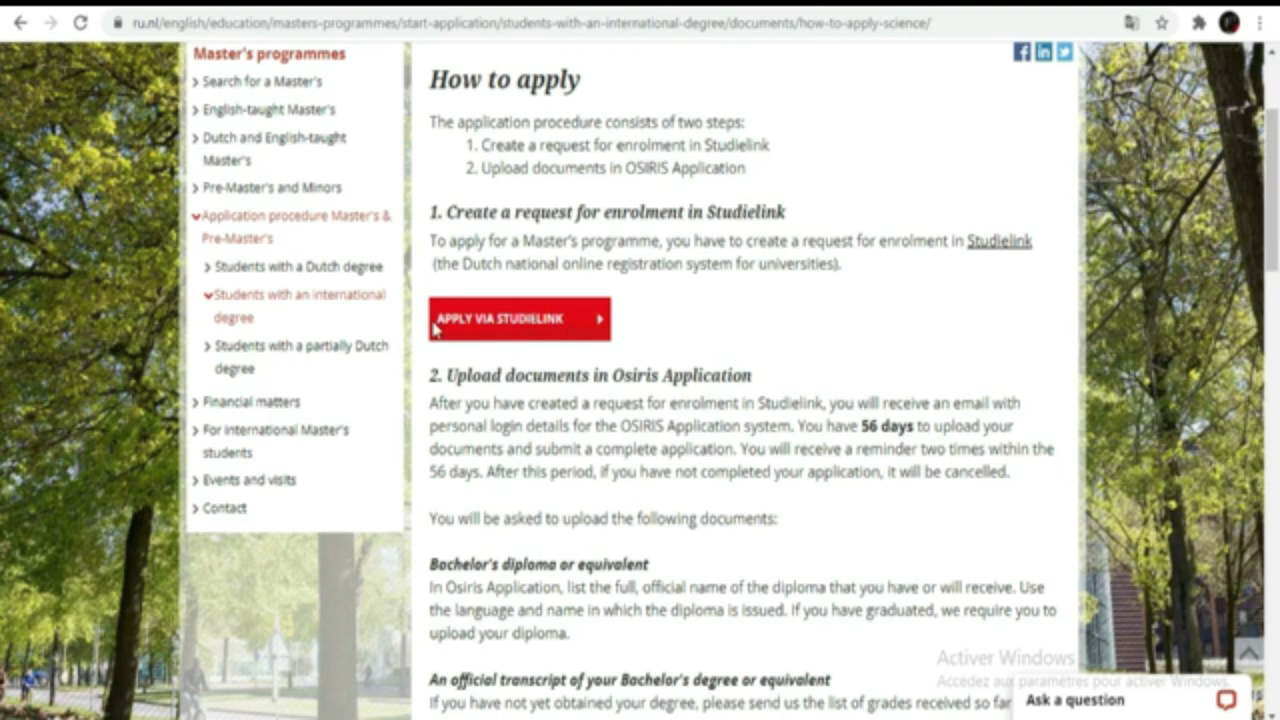 ru.nl/english/education/masters-programmes/start-application/students-with-an-international-degree/documents/how-to-apply-science/
Master's programmes
Search for a Master's
English-taught Master's
Dutch and English-taught
Master's
Pre-Master's and Minors
Application procedure Master's &
Pre-Master's
Students with a Dutch degree
Students with an international
degree
Students with a partially Dutch
degree
Financial matters
For International Master's
students
Events and visits
Contact
How to apply
The application procedure consists of two steps:
1. Create a request for enrolment in Studielink
2. Upload documents in OSIRIS Application
1. Create a request for enrolment in Studielink
To apply for a Master's programme, you have to create a request for enrolment in Studielink
(the Dutch national online registration system for universities).
APPLY VIA STUDIELINK
2. Upload documents in Osiris Application
After you have created a request for enrolment in Studielink, you will receive an email with
personal login details for the OSIRIS Application system. You have 56 days to upload your
documents and submit a complete application. You will receive a reminder two times within the
56 days. After this period, if you have not completed your application, it will be cancelled.
You will be asked to upload the following documents:
Bachelor's diploma or equivalent
In Osiris Application, list the full, official name of the diploma that you have or will receive. Use
the language and name in which the diploma is issued. If you have graduated, we require you to
upload your diploma.
An official transcript of your Bachelor's degree or equivalent
If you have not yet obtained your degree, please send us the list of grades received so far
Activer Windows
Accédez aux paramètres pour activer Windows.
Ask a question